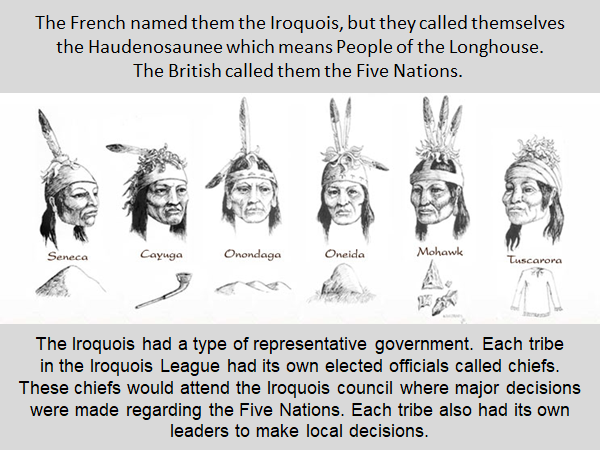 The French named them the Iroquois, but they called themselves
the Haudenosaunee which means People of the Longhouse.
The British called them the Five Nations.
Seneca
Cayuga
Onondaga
Oneida
Mohawk
Tuscarora
The Iroquois had a type of representative government. Each tribe
in the Iroquois League had its own elected officials called chiefs.
These chiefs would attend the Iroquois council where major decisions
were made regarding the Five Nations. Each tribe also had its own
leaders to make local decisions.